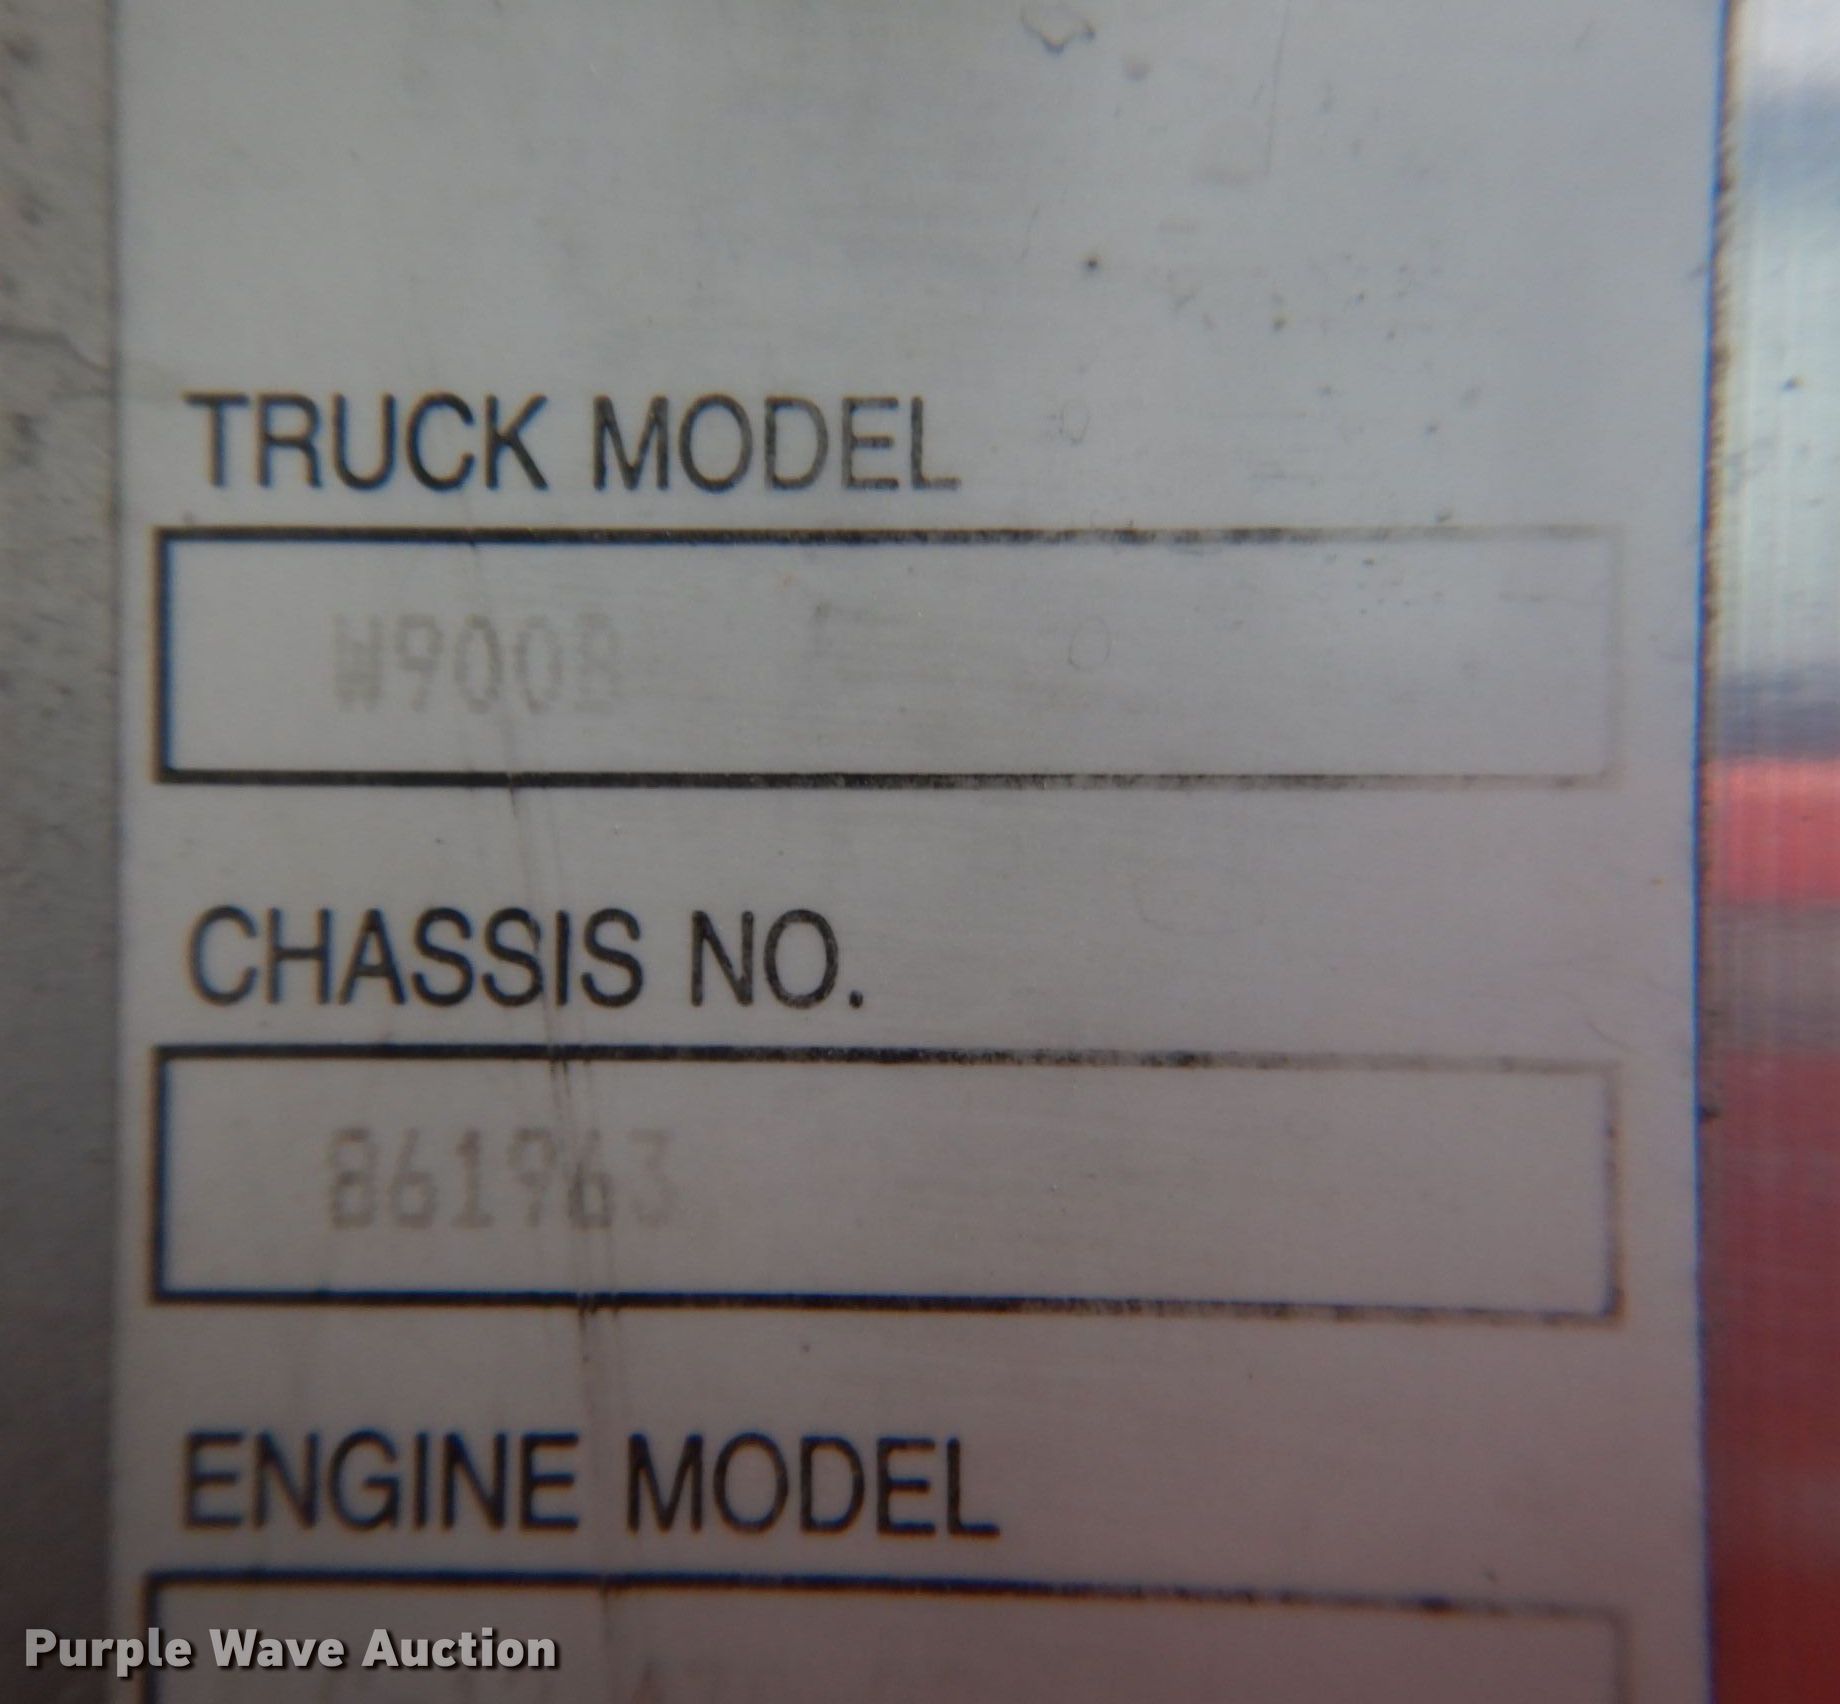 TRUCK MODEL
W900B
CHASSIS NO.
861963
ENGINE MODEL
Purple Wave Auction